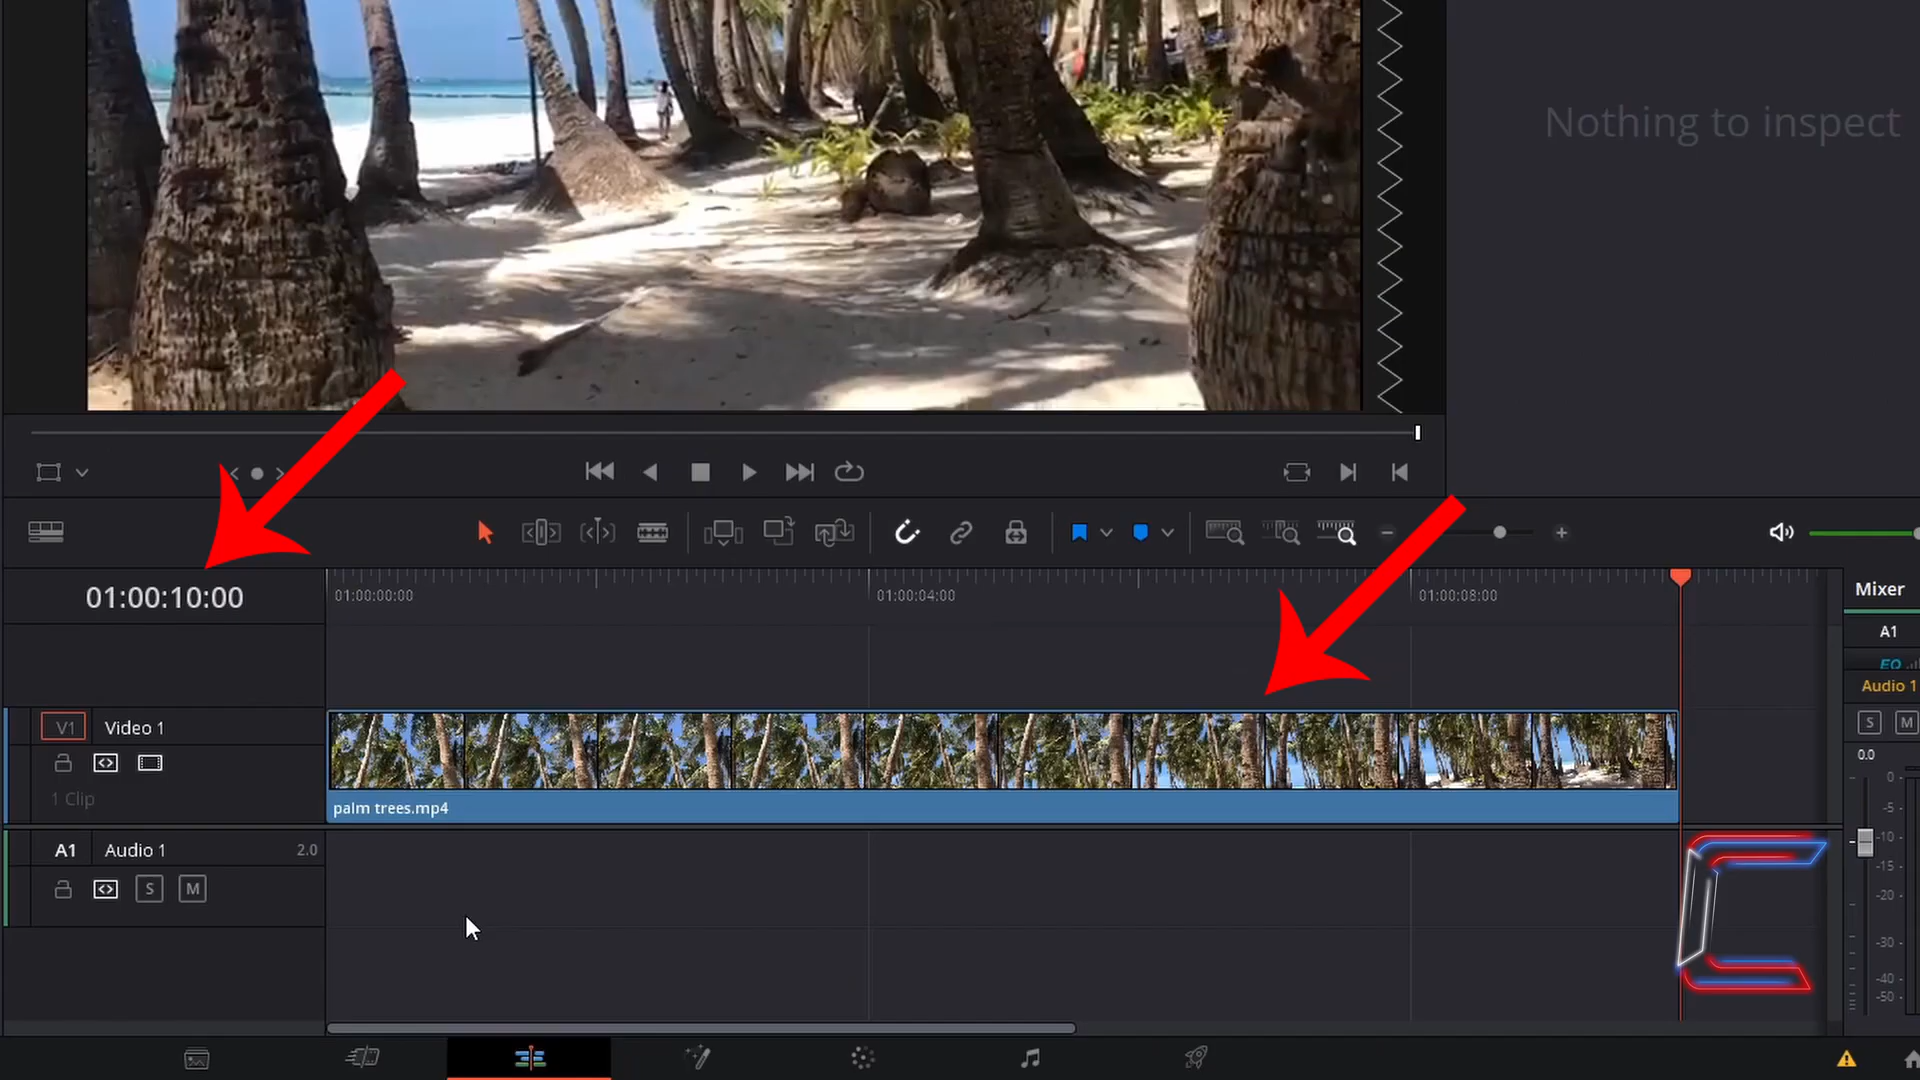 Nothing to inspect
01:00:10:00
01:00:00:00
01:00:04:00
01:00:08:00
Mixer
A1
EQ
Audio 1
V1
Video 1
S
M
1 Clip
palm trees.mp4
0.0
0
-5
-10
-15
-20
-30
-40
-50
A1
Audio 1
2.0
S
M